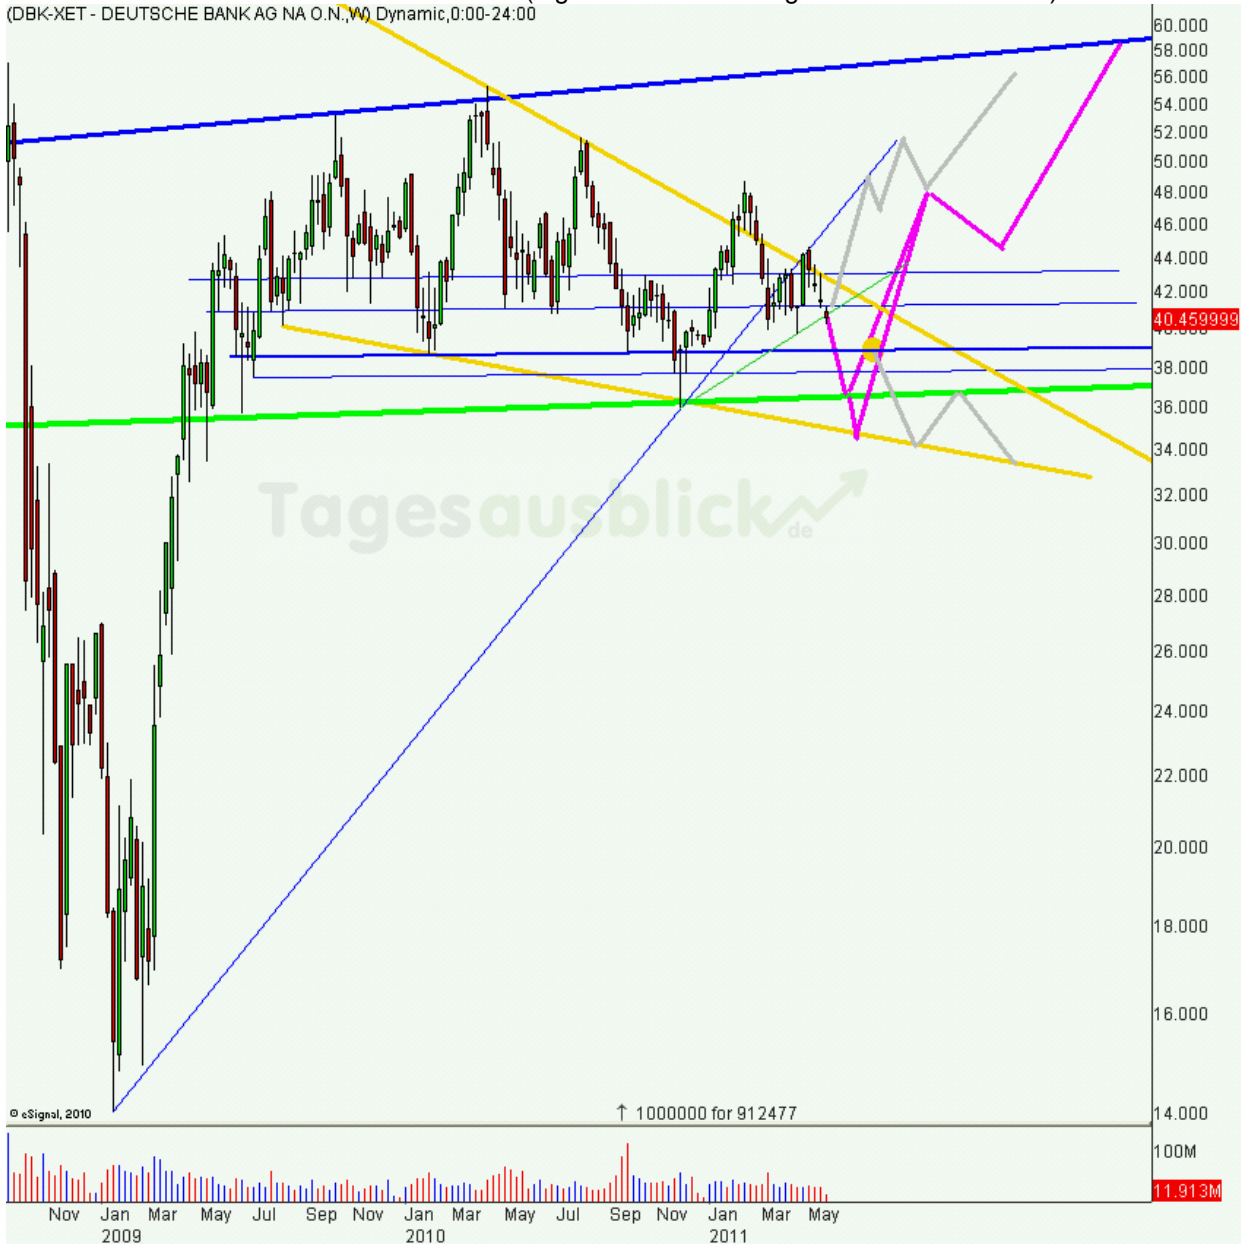 (DBK-XET - DEUTSCHE BANK AG NA O.N.,W) Dynamic,0:00-24:00
60.000
58.000
56.000
54.000
52.000
50.000
48.000
46.000
44.000
42.000
40.459999
38.000
36.000
34.000
Tagesausblick
.de
32.000
30.000
28.000
26.000
24.000
22.000
20.000
18.000
16.000
14.000
© eSignal, 2010
↑ 1000000 for 912477
100M
11.913M
Nov Jan Mar May Jul Sep Nov Jan Mar May Jul Sep Nov Jan Mar May
2009 2010 2011